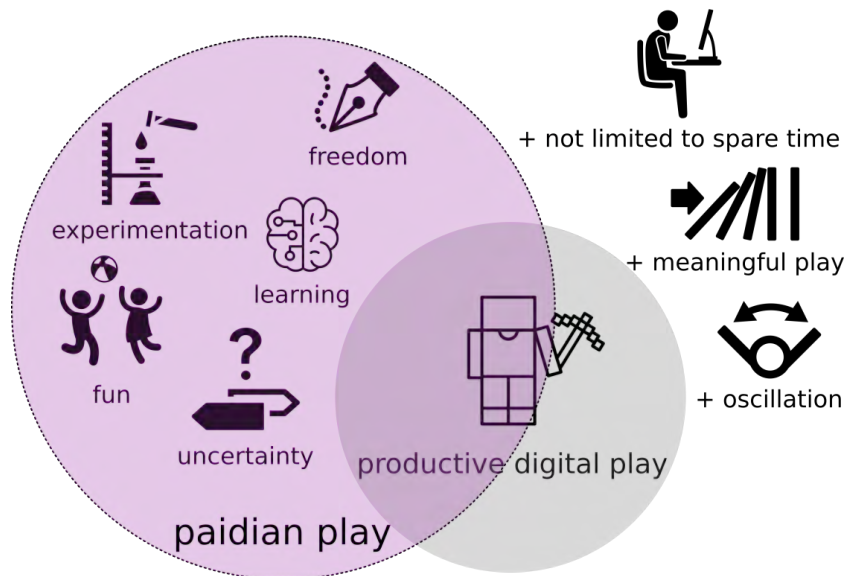 freedom
+ not limited to spare time
experimentation
+ meaningful play
learning
fun
?
+ oscillation
uncertainty
productive digital play
paidian play